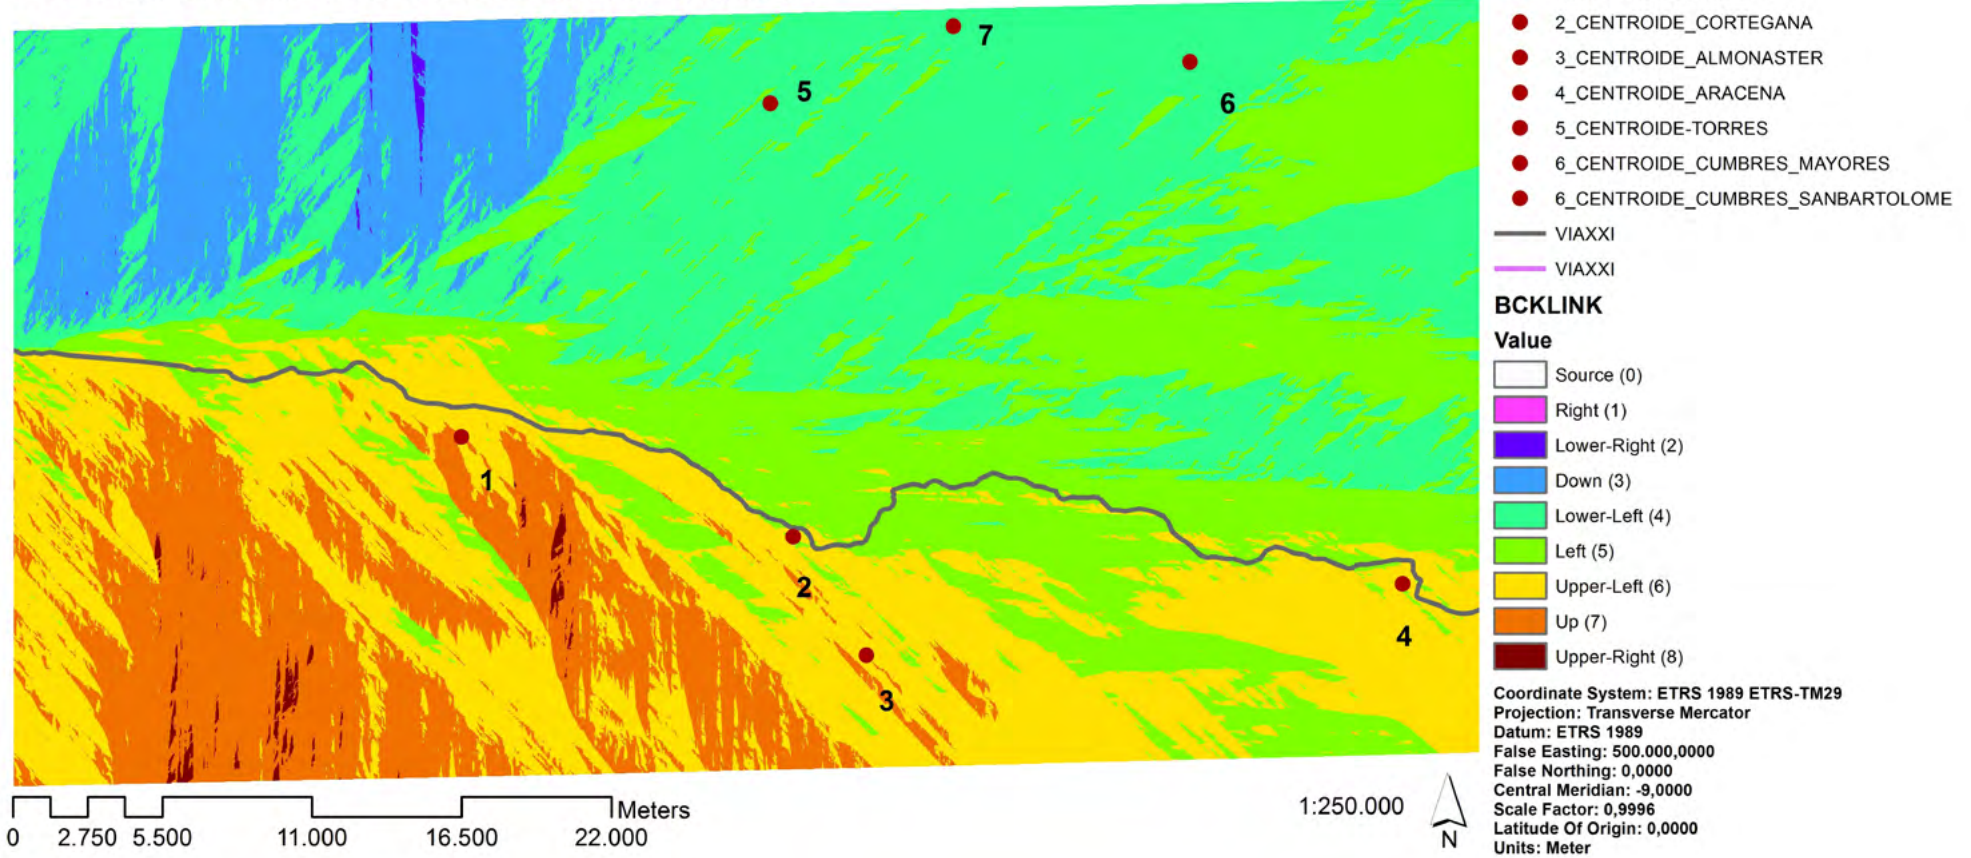 7
5
6
1
2
3
4
0 2.750 5.500 11.000 16.500 22.000
Meters
1:250.000
N
2_CENTROIDE_CORTEGANA
3_CENTROIDE_ALMONASTER
4_CENTROIDE_ARACENA
5_CENTROIDE-TORRES
6_CENTROIDE_CUMBRES_MAYORES
6_CENTROIDE_CUMBRES_SANBARTOLOME
VIAXXI
VIAXXI
BCKLINK
Value
Source (0)
Right (1)
Lower-Right (2)
Down (3)
Lower-Left (4)
Left (5)
Upper-Left (6)
Up (7)
Upper-Right (8)
Coordinate System: ETRS 1989 ETRS-TM29
Projection: Transverse Mercator
Datum: ETRS 1989
False Easting: 500.000,0000
False Northing: 0,0000
Central Meridian: -9,0000
Scale Factor: 0,9996
Latitude Of Origin: 0,0000
Units: Meter